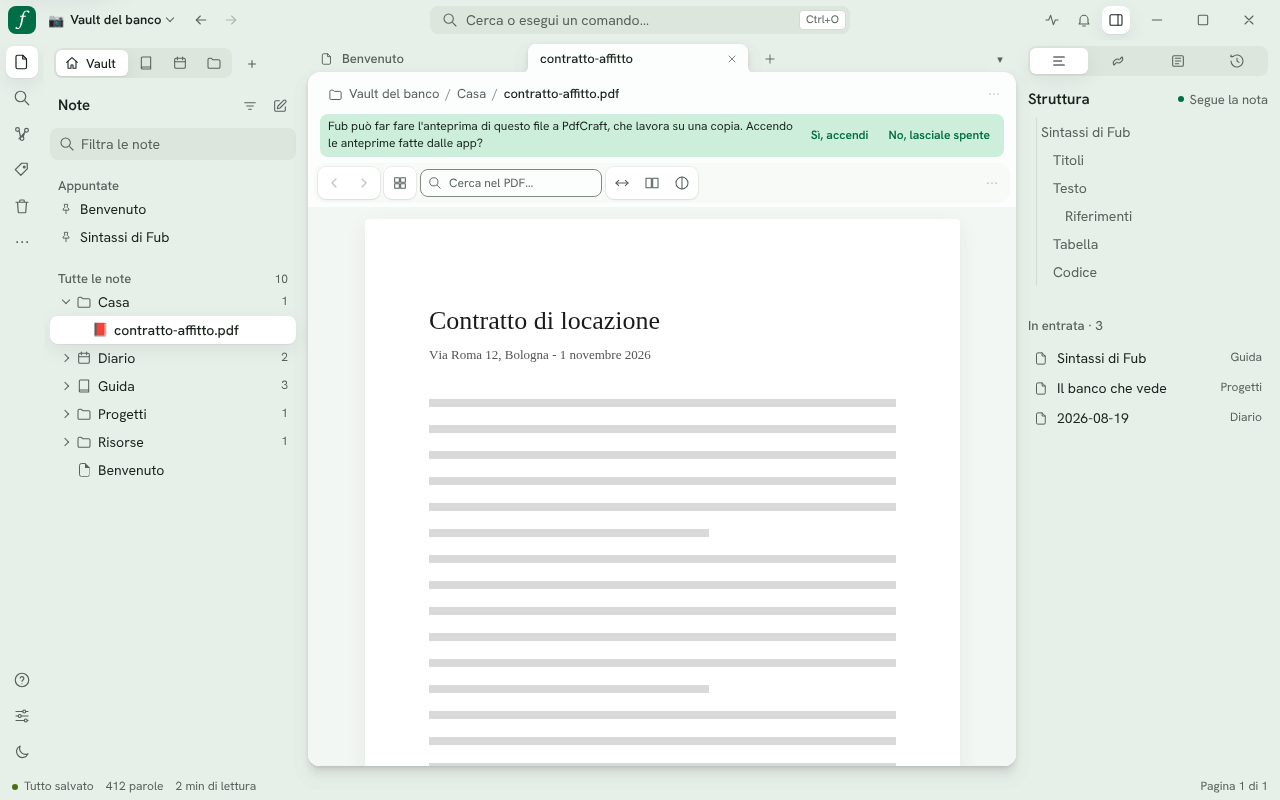 f
Vault del banco
Cerca o esegui un comando...
Ctrl+O
Vault
Note
Filtra le note
Appuntate
Benvenuto
Sintassi di Fub
Tutte le note 10
Casa 1
contratto-affitto.pdf
Diario 2
Guida 3
Progetti 1
Risorse 1
Benvenuto
Benvenuto
contratto-affitto
Vault del banco / Casa / contratto-affitto.pdf
Fub può far fare l'anteprima di questo file a PdfCraft, che lavora su una copia. Accendo
le anteprime fatte dalle app?
Sì, accendi
No, lasciale spente
Cerca nel PDF...
Contratto di locazione
Via Roma 12, Bologna - 1 novembre 2026
Struttura
Segue la nota
Sintassi di Fub
Titoli
Testo
Riferimenti
Tabella
Codice
In entrata · 3
Sintassi di Fub Guida
Il banco che vede Progetti
2026-08-19 Diario
Tutto salvato 412 parole 2 min di lettura
Pagina 1 di 1